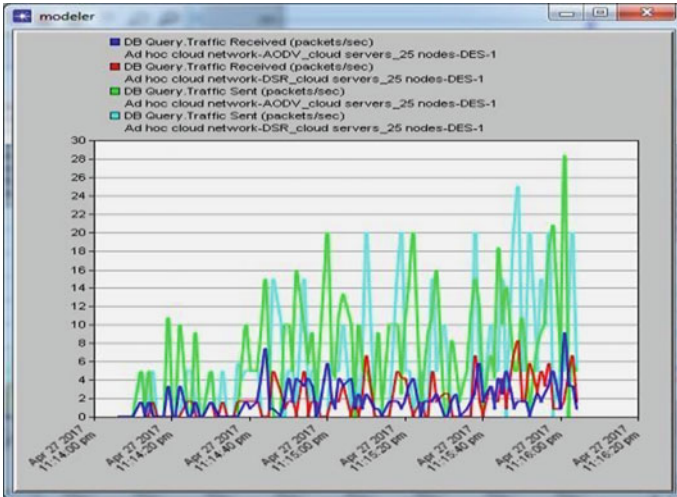 modeler
DB Query.Traffic Received (packets/sec)
Ad hoc cloud network-AODV_cloud servers_25 nodes-DES-1
DB Query.Traffic Received (packets/sec)
Ad hoc cloud network-DSR_cloud servers_25 nodes-DES-1
DB Query.Traffic Sent (packets/sec)
Ad hoc cloud network-AODV_cloud servers_25 nodes-DES-1
DB Query.Traffic Sent (packets/sec)
Ad hoc cloud network-DSR_cloud servers_25 nodes-DES-1
30
28
26
24
22
20
18
16
14
12
10
8
6
4
2
0
Apr 27 2017
11:14:00 pm
Apr 27 2017
11:14:20 pm
Apr 27 2017
11:14:40 pm
Apr 27 2017
11:15:00 pm
Apr 27 2017
11:15:20 pm
Apr 27 2017
11:15:40 pm
Apr 27 2017
11:16:00 pm
Apr 27 2017
11:16:20 pm